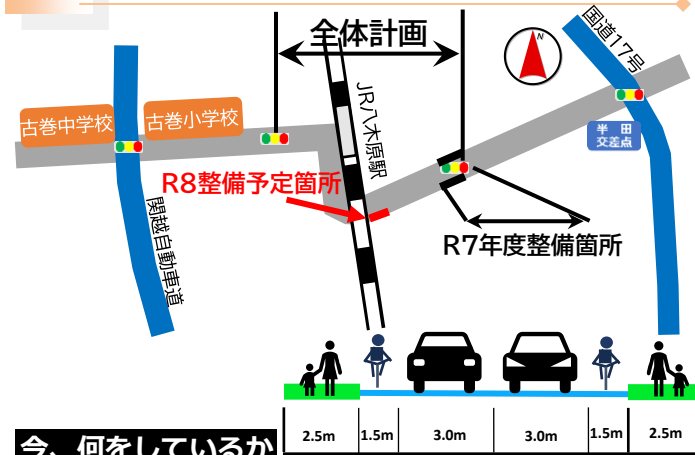 全体計画
N
国道17号
JR八木原駅
古巻中学校
古巻小学校
半田
交差点
R8整備予定箇所
関越自動車道
R7年度整備箇所
2.5m
1.5m
3.0m
3.0m
1.5m
2.5m
今、何をしているか